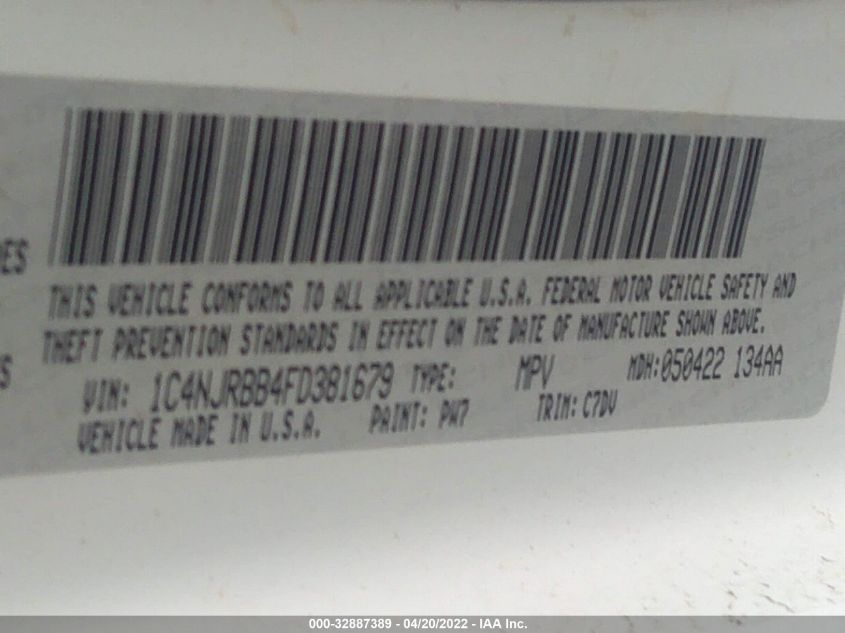 ES
THIS VEHICLE CONFORMS TO ALL APPLICABLE U.S.A. FEDERAL MOTOR VEHICLE SAFETY AND
THEFT PREVENTION STANDARDS IN EFFECT ON THE DATE OF MANUFACTURE SHOWN ABOVE.
S
VIN: 1C4NJRBB4FD381679 TYPE: MPV MDH:050422 134AA
VEHICLE MADE IN U.S.A. PAINT: PW7 TRIM: C7DV
000-32887389 - 04/20/2022 - IAA Inc.